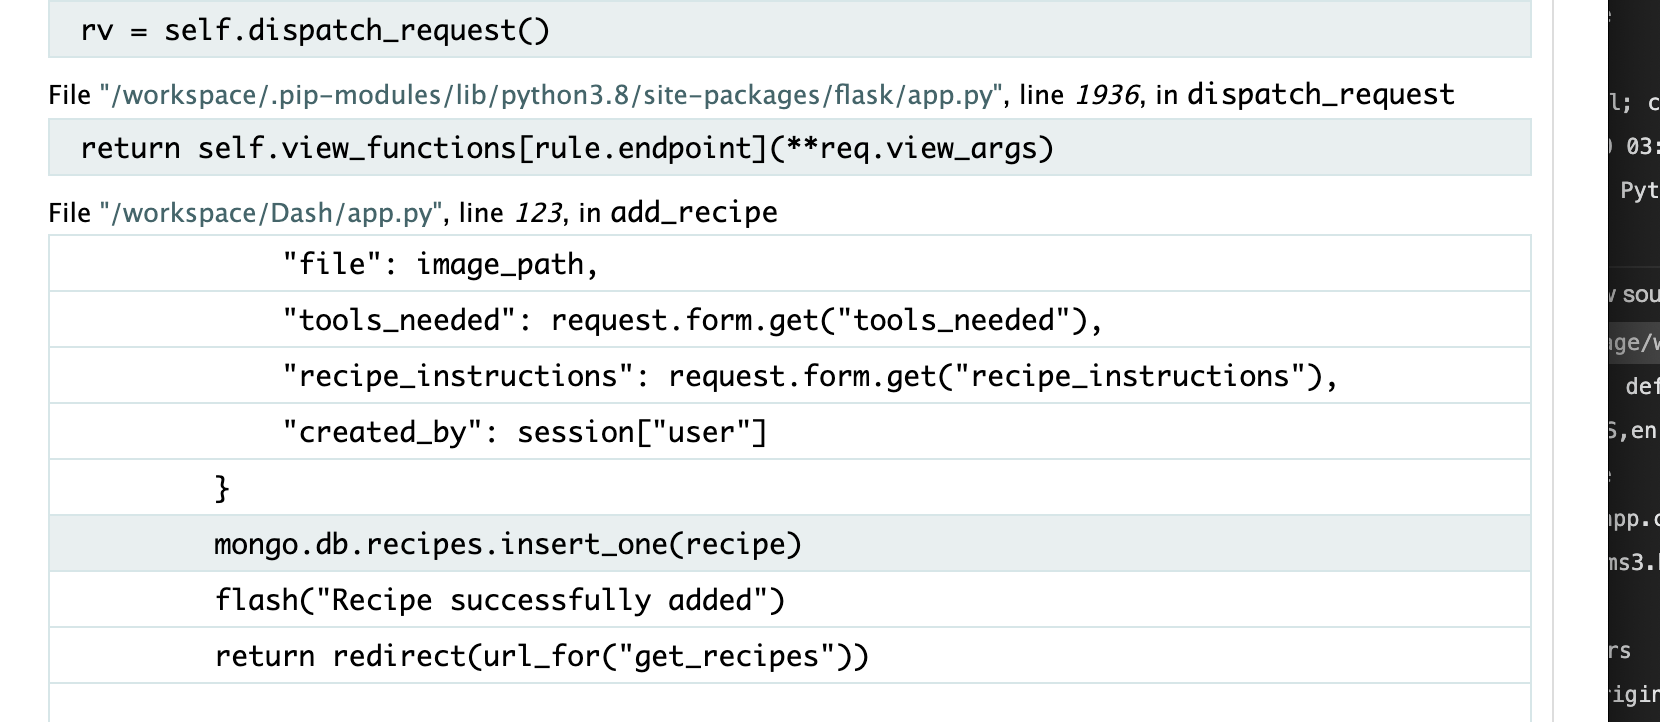 rv = self.dispatch_request()
File "/workspace/.pip-modules/lib/python3.8/site-packages/flask/app.py", line 1936, in dispatch_request
return self.view_functions[rule.endpoint](**req.view_args)
File "/workspace/Dash/app.py", line 123, in add_recipe
"file": image_path,
"tools_needed": request.form.get("tools_needed"),
"recipe_instructions": request.form.get("recipe_instructions"),
"created_by": session["user"]
}
mongo.db.recipes.insert_one(recipe)
flash("Recipe successfully added")
return redirect(url_for("get_recipes"))
l; c
03:
Pyt
sou
age/w
def
S,en
app.c
ms3.
rs
igin